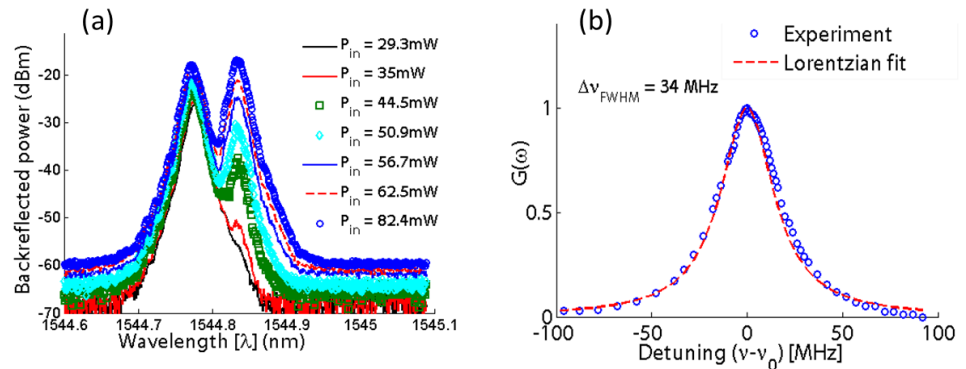 (a)
P_in = 29.3mW
P_in = 35mW
P_in = 44.5mW
P_in = 50.9mW
P_in = 56.7mW
P_in = 62.5mW
P_in = 82.4mW
Backreflected power (dBm)
-20
-30
-40
-50
-60
-70
1544.6 1544.7 1544.8 1544.9 1545 1545.1
Wavelength [λ] (nm)
(b)
Experiment
Lorentzian fit
Δν_FWHM = 34 MHz
G(ω)
1
0.5
0
-100 -50 0 50 100
Detuning (ν-ν_0) [MHz]